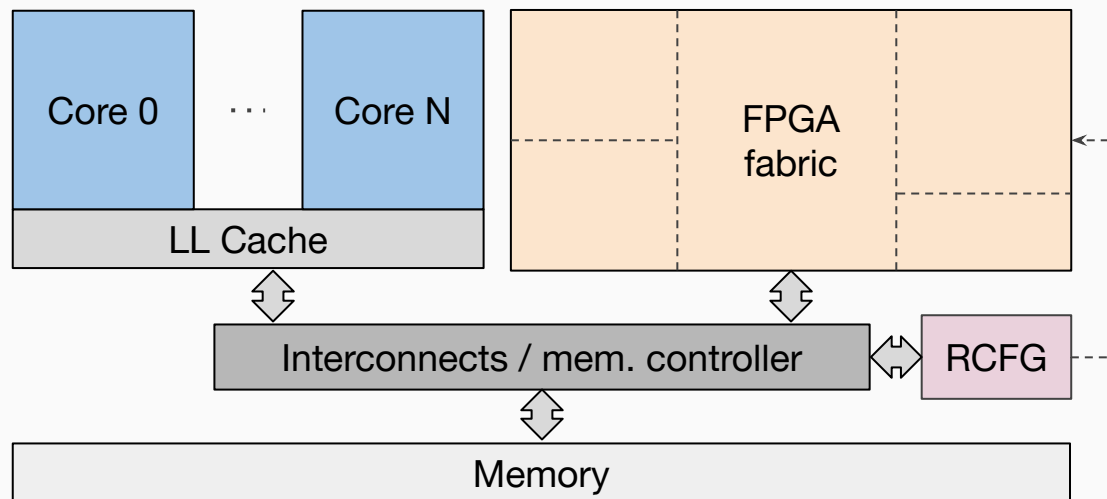 Core 0
...
Core N
FPGA
fabric
LL Cache
Interconnects / mem. controller
RCFG
Memory